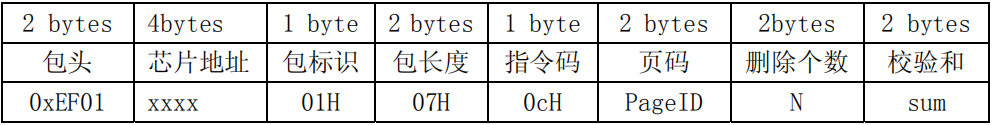 2 bytes 4bytes 1 byte 2 bytes 1 byte 2 bytes 2bytes 2 bytes
包头 芯片地址 包标识 包长度 指令码 页码 删除个数 校验和
0xEF01 xxxx 01H 07H 0cH PageID N sum